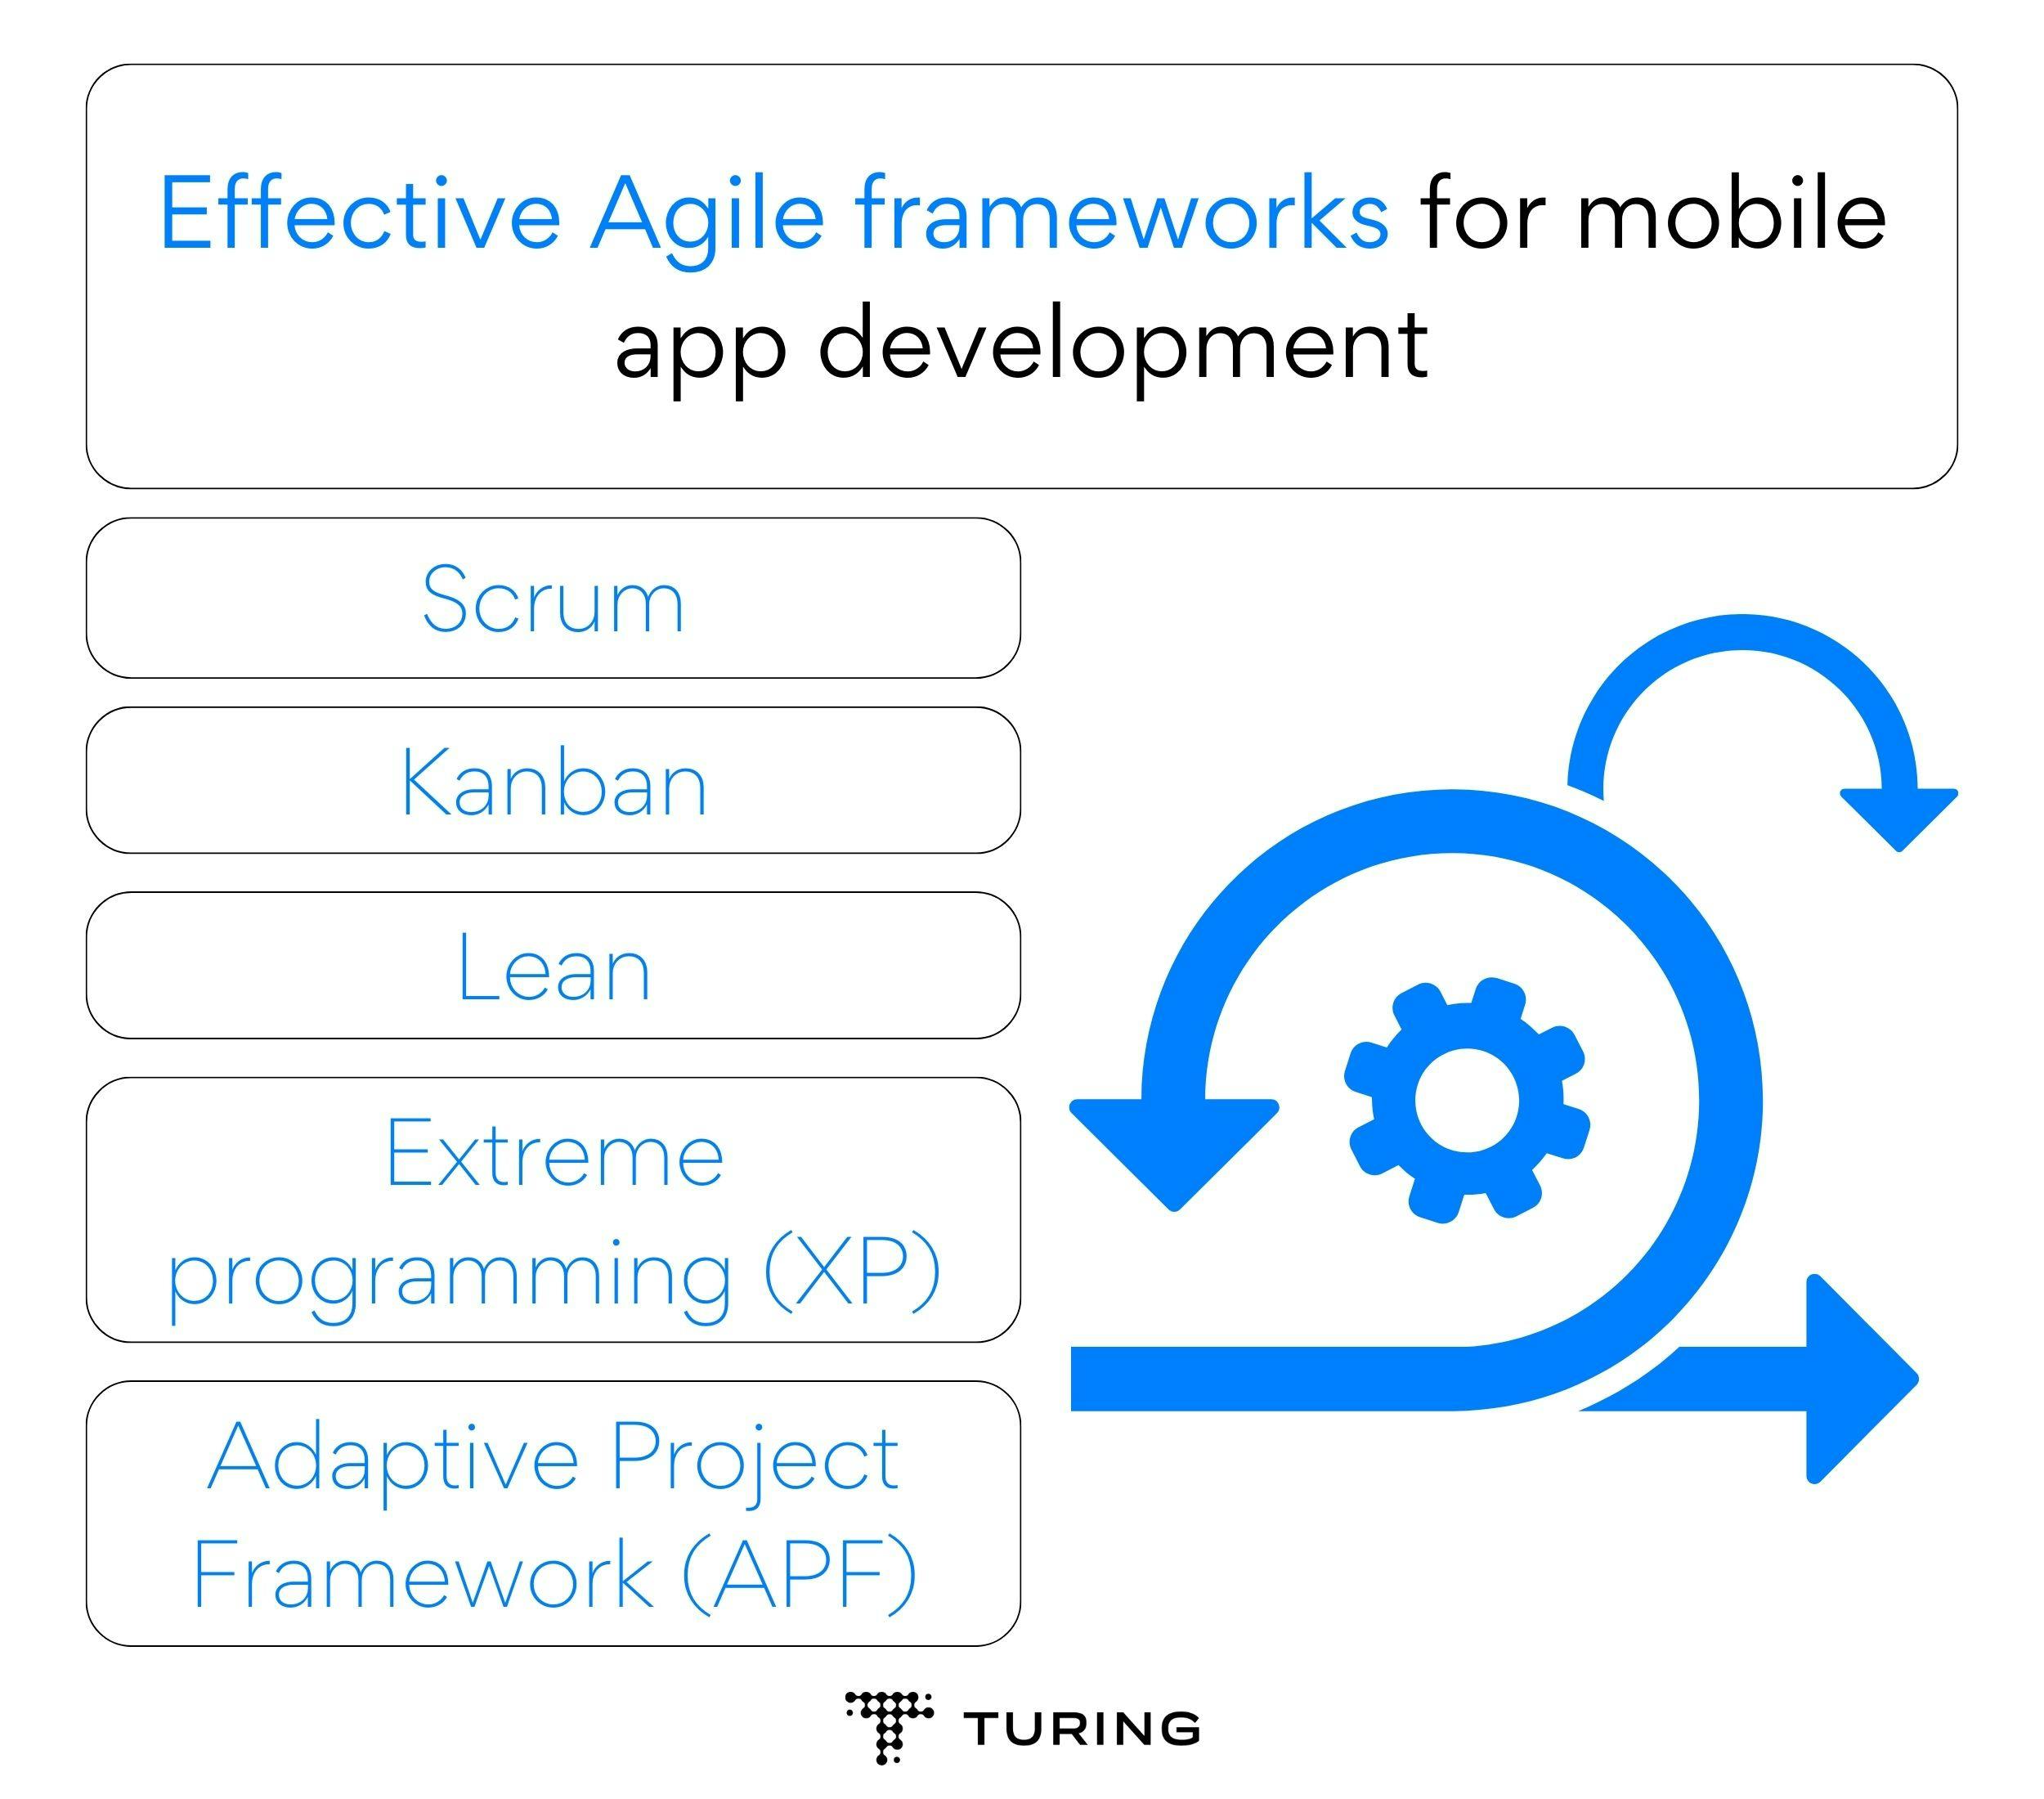 Effective Agile frameworks for mobile
app development
Scrum
Kanban
Lean
Extreme
programming (XP)
Adaptive Project
Framework (APF)
TURING